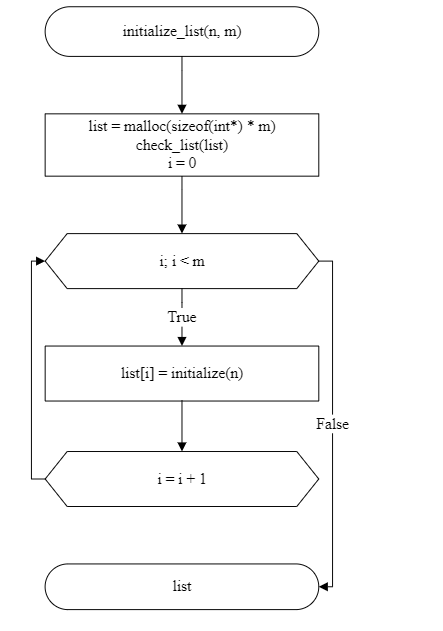 initialize_list(n, m)
list = malloc(sizeof(int*) * m)
check_list(list)
i = 0
i; i < m
True
list[i] = initialize(n)
False
i = i + 1
list